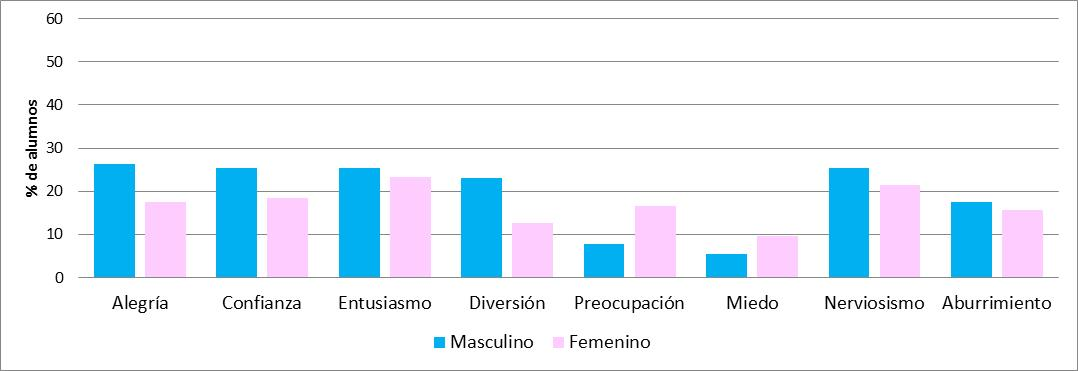 60
50
40
30
20
10
0
% de alumnos
Alegría Confianza Entusiasmo Diversión Preocupación Miedo Nerviosismo Aburrimiento
Masculino Femenino